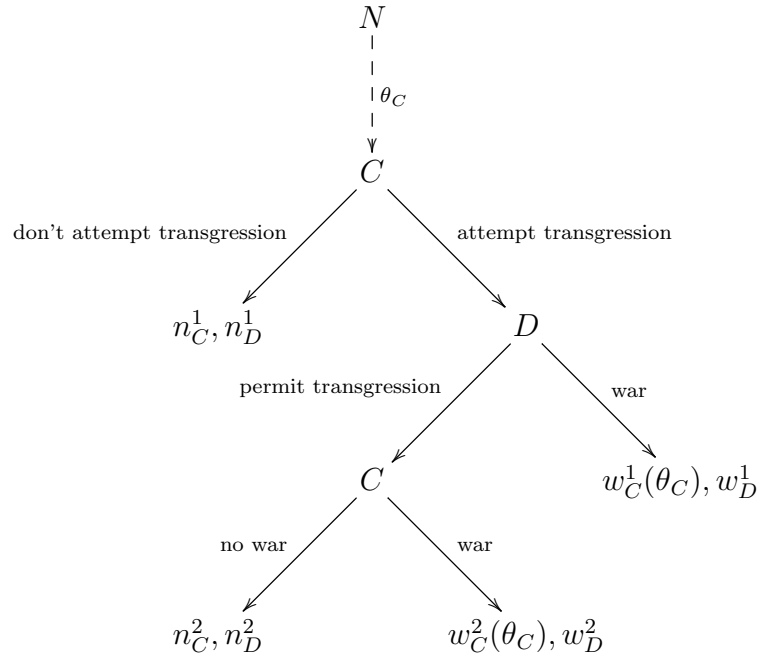 N
θ_C
C
don't attempt transgression
attempt transgression
n_C^1, n_D^1
D
permit transgression
war
C
w_C^1(θ_C), w_D^1
no war
war
n_C^2, n_D^2
w_C^2(θ_C), w_D^2